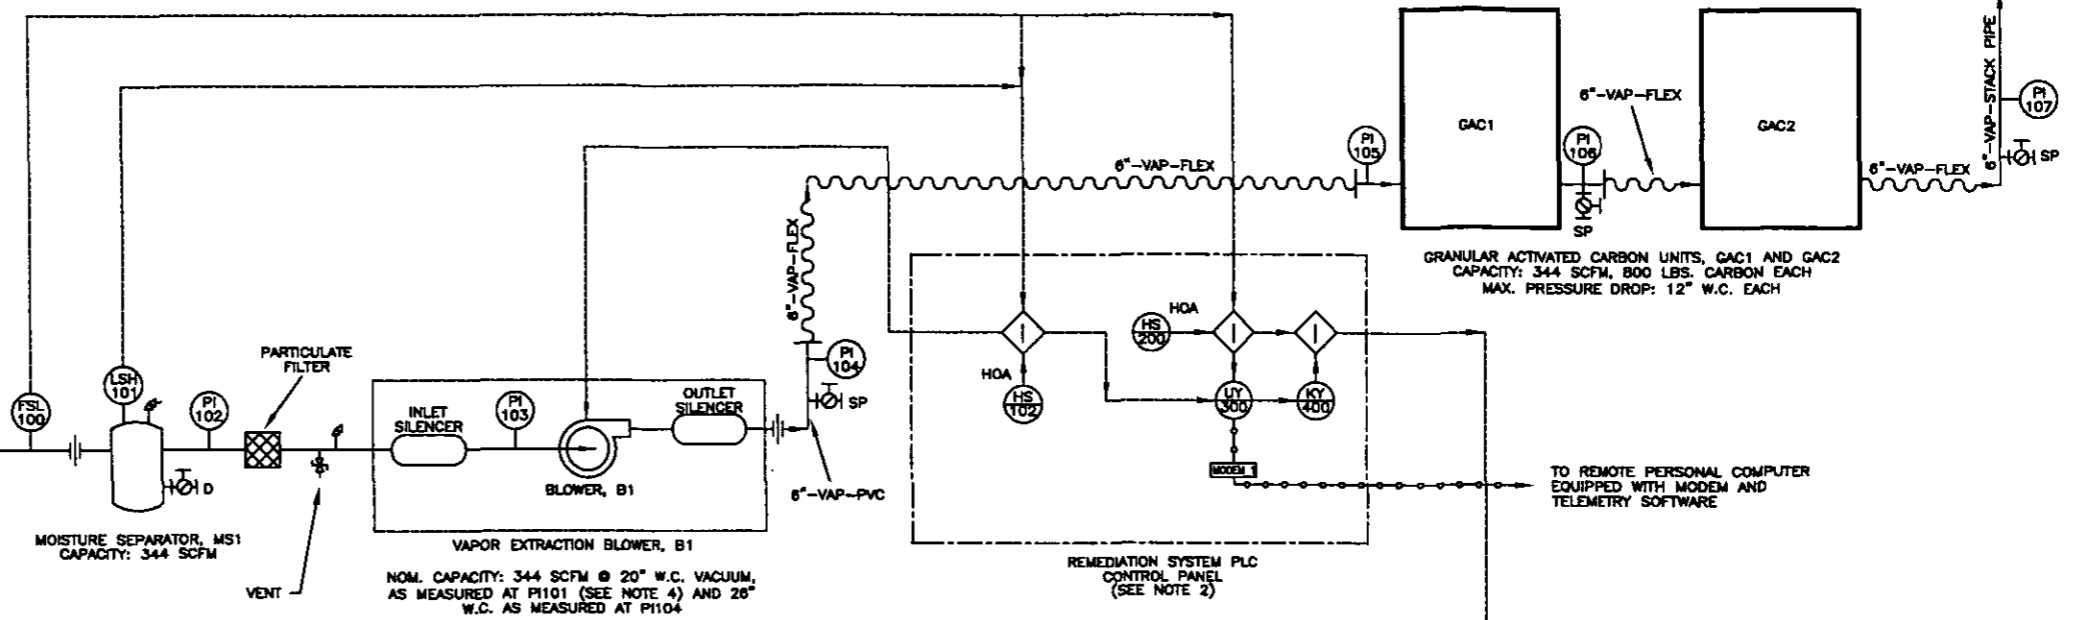 6"-VAP-STACK PIPE
PI
107
SP
6"-VAP-FLEX
GAC1
GAC2
PI
105
PI
106
6"-VAP-FLEX
6"-VAP-FLEX
SP
GRANULAR ACTIVATED CARBON UNITS, GAC1 AND GAC2
CAPACITY: 344 SCFM, 800 LBS. CARBON EACH
MAX. PRESSURE DROP: 12" W.C. EACH
6"-VAP-FLEX
PARTICULATE
FILTER
FSL
100
LSH
101
PI
102
D
MOISTURE SEPARATOR, MS1
CAPACITY: 344 SCFM
VENT
INLET
SILENCER
PI
103
OUTLET
SILENCER
BLOWER, B1
PI
104
SP
6"-VAP-PVC
VAPOR EXTRACTION BLOWER, B1
NOM. CAPACITY: 344 SCFM @ 20" W.C. VACUUM,
AS MEASURED AT PI101 (SEE NOTE 4) AND 26"
W.C. AS MEASURED AT PI104
HOA
HS
102
HOA
HS
200
UY
300
KY
400
MODEM 1
REMEDIATION SYSTEM PLC
CONTROL PANEL
(SEE NOTE 2)
TO REMOTE PERSONAL COMPUTER
EQUIPPED WITH MODEM AND
TELEMETRY SOFTWARE